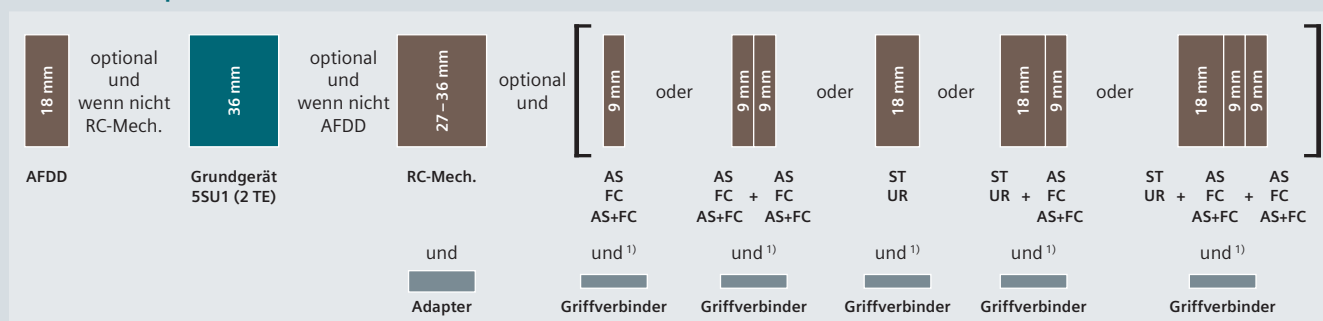 18 mm
optional
und
wenn nicht
RC-Mech.
36 mm
optional
und
wenn nicht
AFDD
27–36 mm
optional
und
9 mm
oder
9 mm
9 mm
oder
18 mm
oder
18 mm
9 mm
oder
18 mm
9 mm
9 mm
AFDD
Grundgerät
5SU1 (2 TE)
RC-Mech.
AS
FC
AS+FC
AS AS
FC + FC
AS+FC AS+FC
ST
UR
ST AS
UR + FC
AS+FC
ST AS AS
UR + FC + FC
AS+FC AS+FC
und
und 1)
und 1)
und 1)
und 1)
und 1)
Adapter
Griffverbinder
Griffverbinder
Griffverbinder
Griffverbinder
Griffverbinder